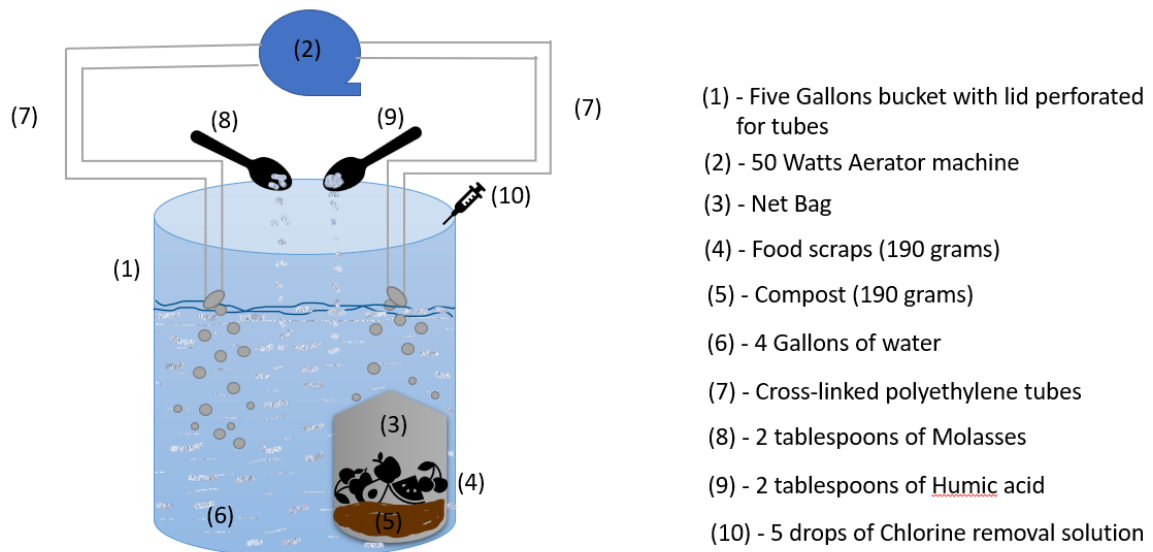 (2)
(7)
(8)
(9)
(7)
(10)
(1)
(3)
(4)
(5)
(6)
(1) - Five Gallons bucket with lid perforated
for tubes
(2) - 50 Watts Aerator machine
(3) - Net Bag
(4) - Food scraps (190 grams)
(5) - Compost (190 grams)
(6) - 4 Gallons of water
(7) - Cross-linked polyethylene tubes
(8) - 2 tablespoons of Molasses
(9) - 2 tablespoons of Humic acid
(10) - 5 drops of Chlorine removal solution